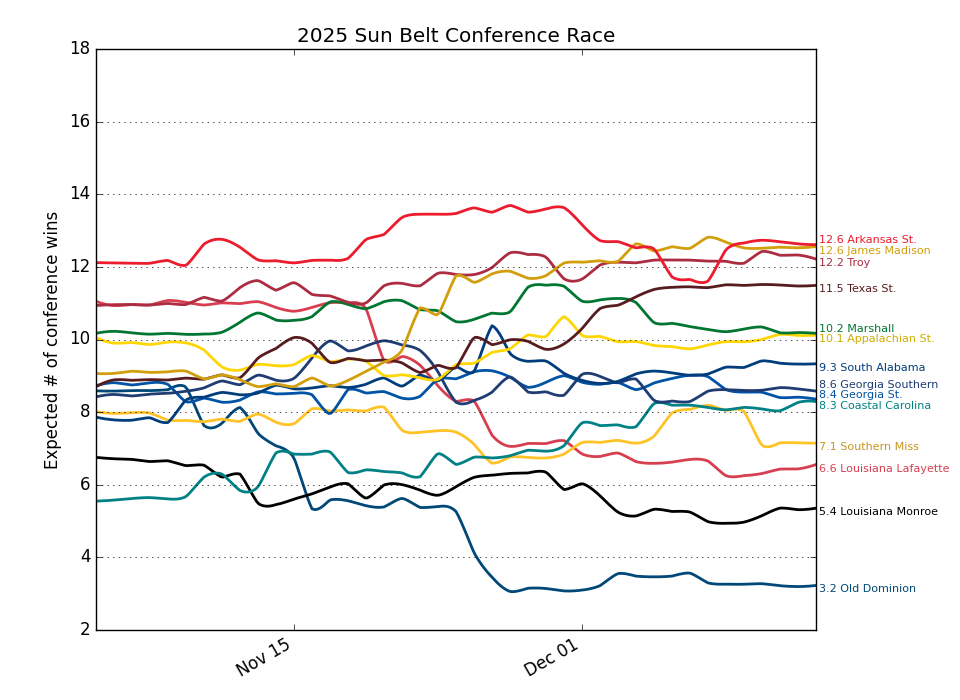 2025 Sun Belt Conference Race
Expected # of conference wins
18
16
14
12
10
8
6
4
2
Nov 15
Dec 01
12.6 Arkansas St.
12.6 James Madison
12.2 Troy
11.5 Texas St.
10.2 Marshall
10.1 Appalachian St.
9.3 South Alabama
8.6 Georgia Southern
8.4 Georgia St.
8.3 Coastal Carolina
7.1 Southern Miss
6.6 Louisiana Lafayette
5.4 Louisiana Monroe
3.2 Old Dominion